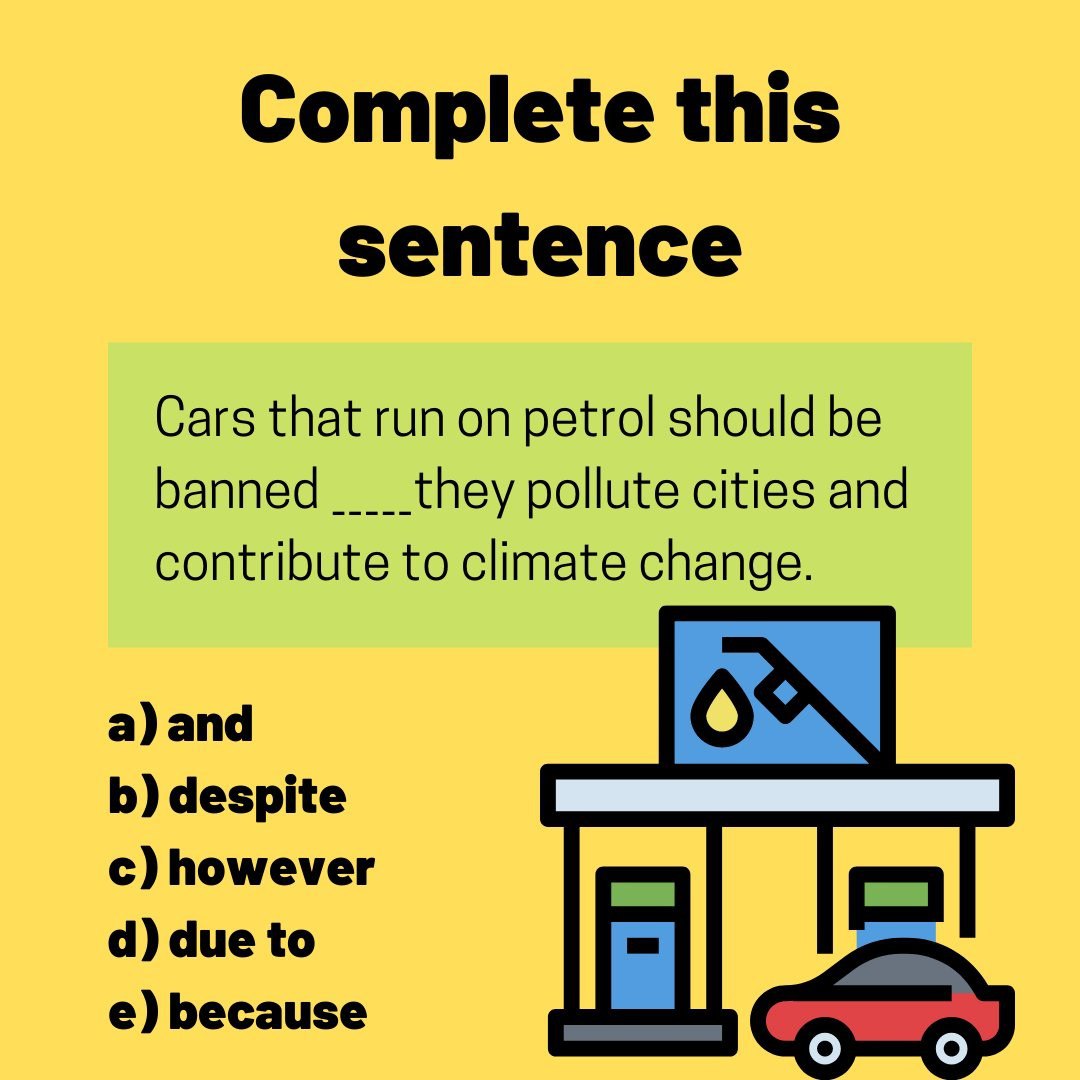 Complete this
sentence
Cars that run on petrol should be
banned _____they pollute cities and
contribute to climate change.
a) and
b) despite
c) however
d) due to
e) because